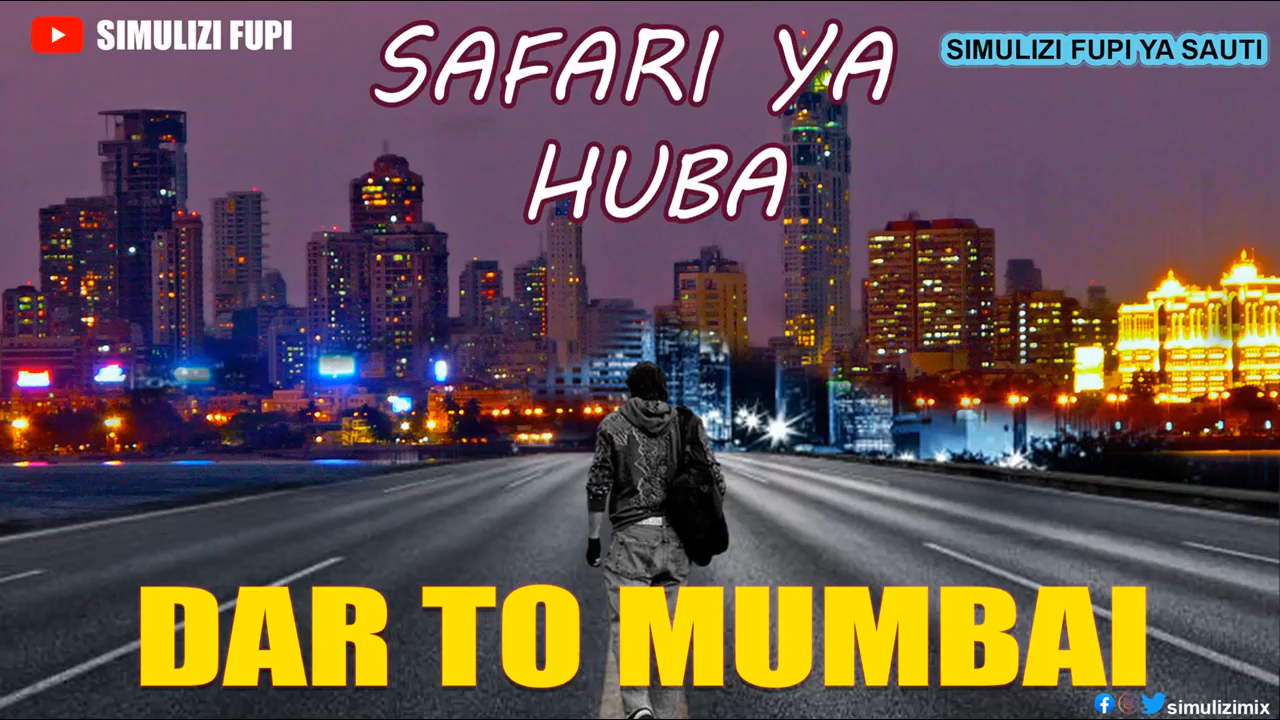 SIMULIZI FUPI
SAFARI YA
HUBA
SIMULIZI FUPI YA SAUTI
DAR TO MUMBAI
simulizimix